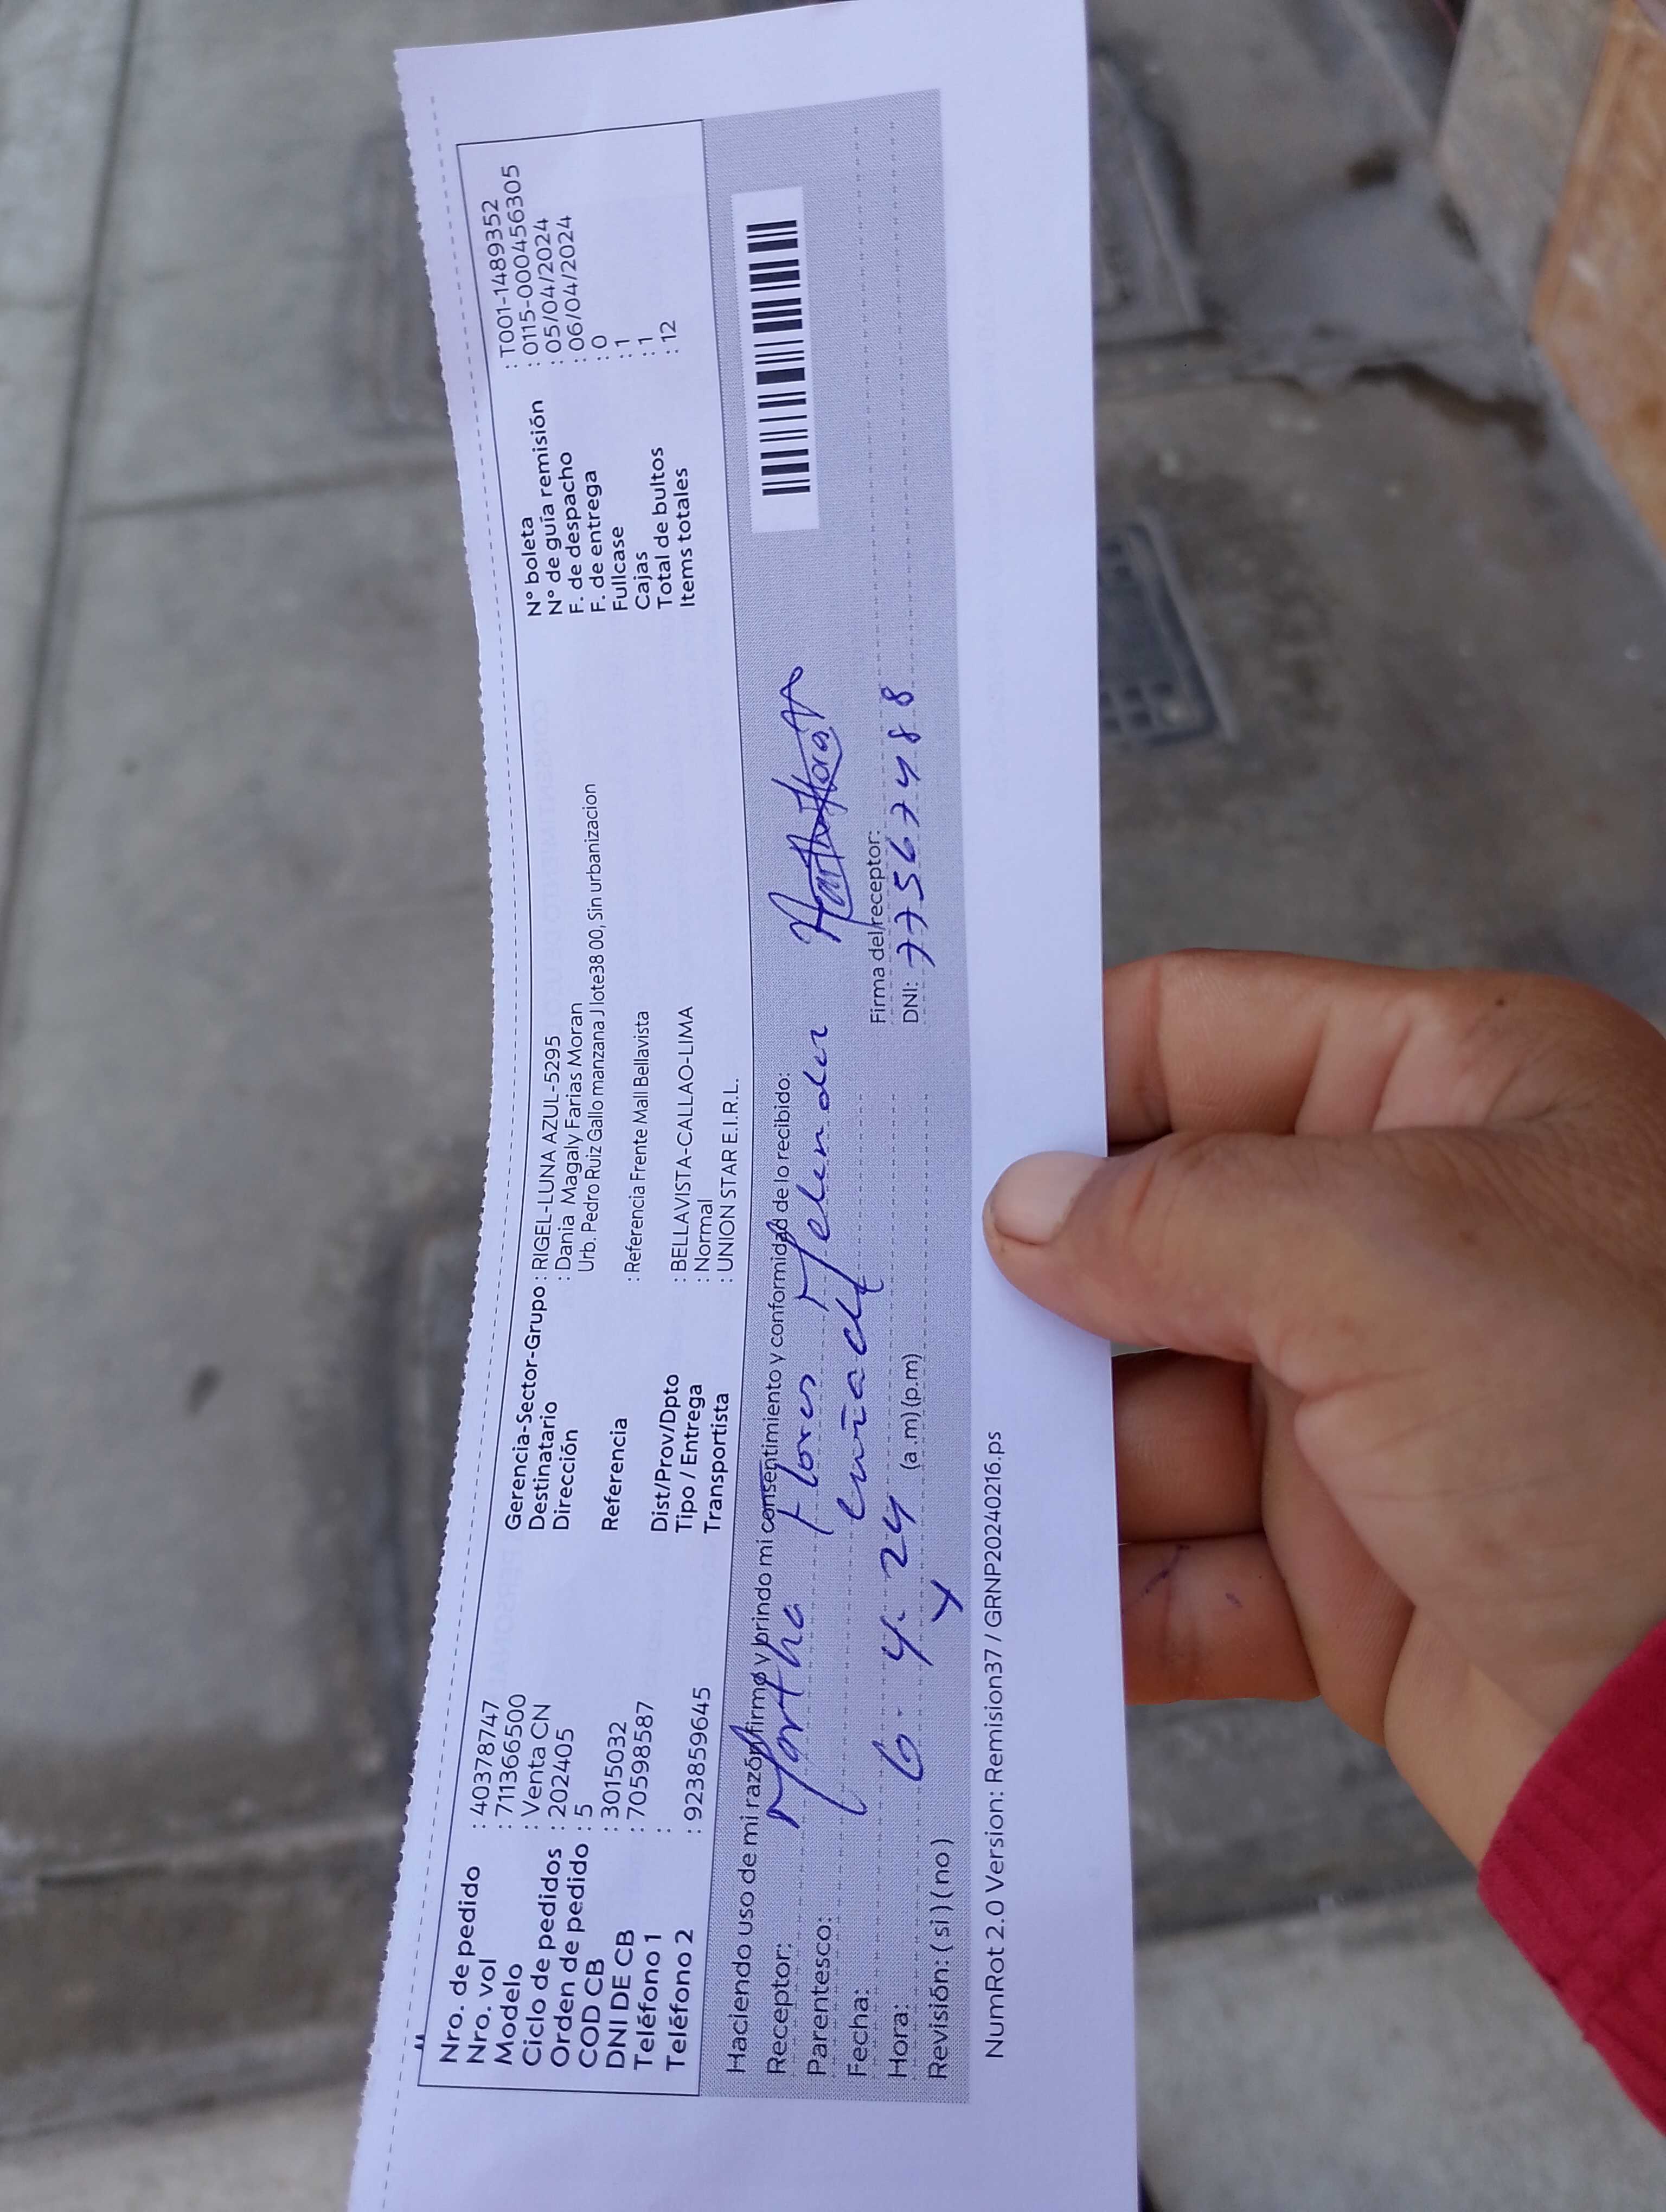 Nro. de pedido : 403787747
Nro. vol : 7113665500
Modelo : Venta CN
Ciclo de pedidos : 202405
Orden de pedido : 5
COD CB : 3015032
DNI DE CB : 70598587
Teléfono 1 :
Teléfono 2 : 923859645
Gerencia-Sector-Grupo : RIGEL-LUNA AZUL-5295
Destinatario : Dania Magaly Farias Moran
Dirección Urb. Pedro Ruiz Gallo manzana J lote38 00, Sin urbanizacion
Referencia : Referencia Frente Mall Bellavista
Dist/Prov/Dpto : BELLAVISTA-CALLAO-LIMA
Tipo / Entrega : Normal
Transportista : UNION STAR E.I.R.L.
N° boleta : T001-1489352
N° de guía remisión : 0115-0004563 05
F. de despacho : 05/04/2024
F. de entrega : 06/04/2024
Fullcase : 0
Cajas : 1
Total de bultos : 1
Items totales : 12
Haciendo uso de mi razón firmo y brindo mi consentimiento y conformidad de lo recibido:
Receptor: Martha Flores Melendez
Parentesco: cuñada
Fecha: 6. 4. 24
Hora: (a.m) (p.m)
Revisión: ( si ) ( no )
Firma del receptor:
DNI: 77567488
NumRot 2.0 Version: Remision37 / GRNP20240216.ps